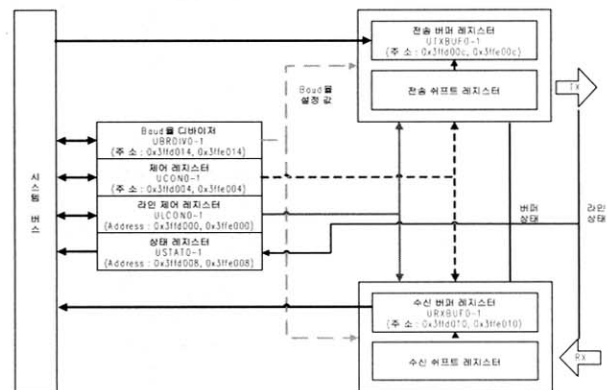 전송 버퍼 레지스터
UTXBUF0-1
(주 소 : 0x3ffd00c, 0x3ffe00c)
전송 쉬프트 레지스터
TX
Baud율
설정 값
시
스
템
버
스
Baud율 디바이저
UBRDIV0-1
(주 소 : 0x3ffd014, 0x3ffe014)
제어 레지스터
UCON0-1
(주 소 : 0x3ffd004, 0x3ffe004)
라인 제어 레지스터
ULCON0-1
(Address : 0x3ffd000, 0x3ffe000)
상태 레지스터
USTAT0-1
(Address : 0x3ffd008, 0x3ffe008)
버퍼
상태
라인
상태
수신 버퍼 레지스터
URXBUF0-1
(주 소 : 0x3ffd010, 0x3ffe010)
수신 쉬프트 레지스터
RX